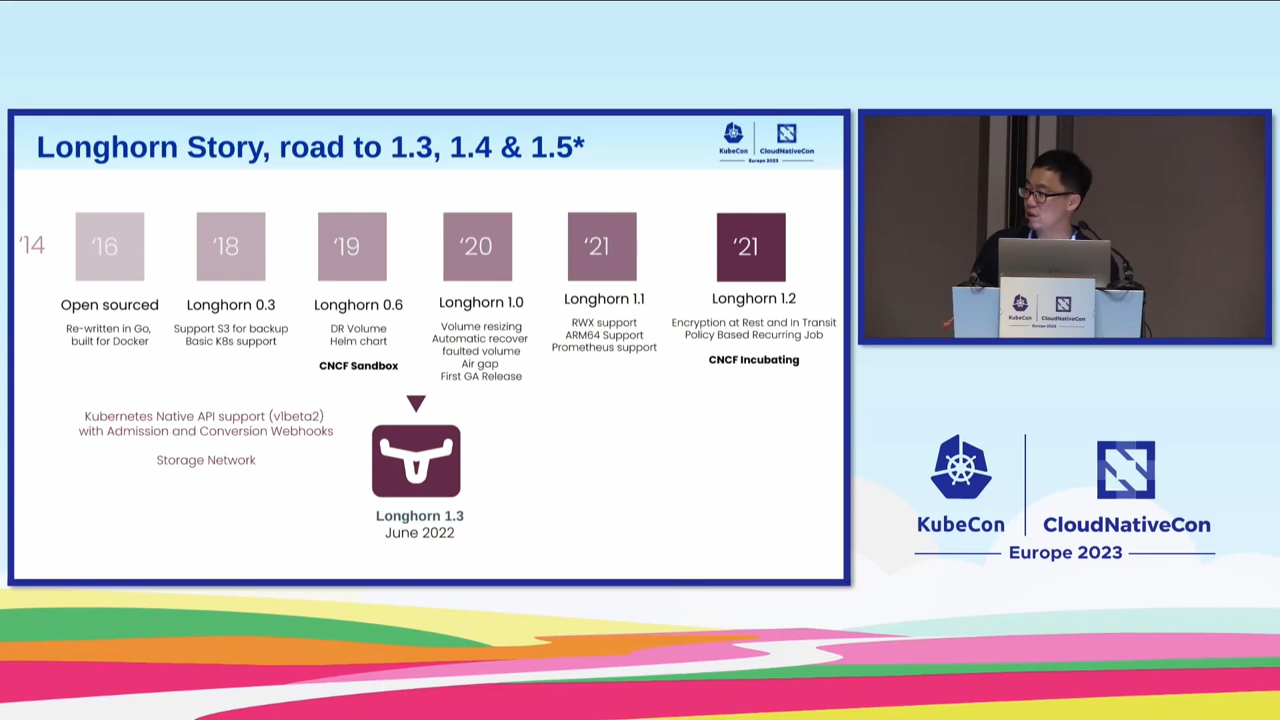 Longhorn Story, road to 1.3, 1.4 & 1.5*
KubeCon
CloudNativeCon
Europe 2023
'14
'16
'18
'19
'20
'21
'21
Open sourced
Re-written in Go,
built for Docker
Longhorn 0.3
Support S3 for backup
Basic K8s support
Longhorn 0.6
DR Volume
Helm chart
CNCF Sandbox
Longhorn 1.0
Volume resizing
Automatic recover
faulted volume
Air gap
First GA Release
Longhorn 1.1
RWX support
ARM64 Support
Prometheus support
Longhorn 1.2
Encryption at Rest and In Transit
Policy Based Recurring Job
CNCF Incubating
Kubernetes Native API support (v1beta2)
with Admission and Conversion Webhooks
Storage Network
Longhorn 1.3
June 2022
KubeCon
CloudNativeCon
KubeCon
CloudNativeCon
Europe 2023